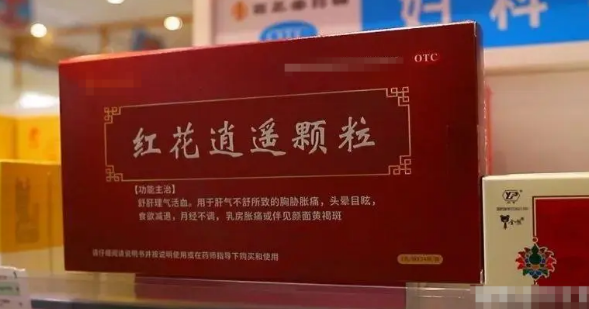 妇科
OTC
红花逍遥颗粒
【功能主治】
舒肝理气活血。用于肝气不舒所致的胸胁胀痛，头晕目眩，
食欲减退，月经不调，乳房胀痛或伴见颜面黄褐斑
请仔细阅读说明书并按说明使用或在药师指导下购买和使用